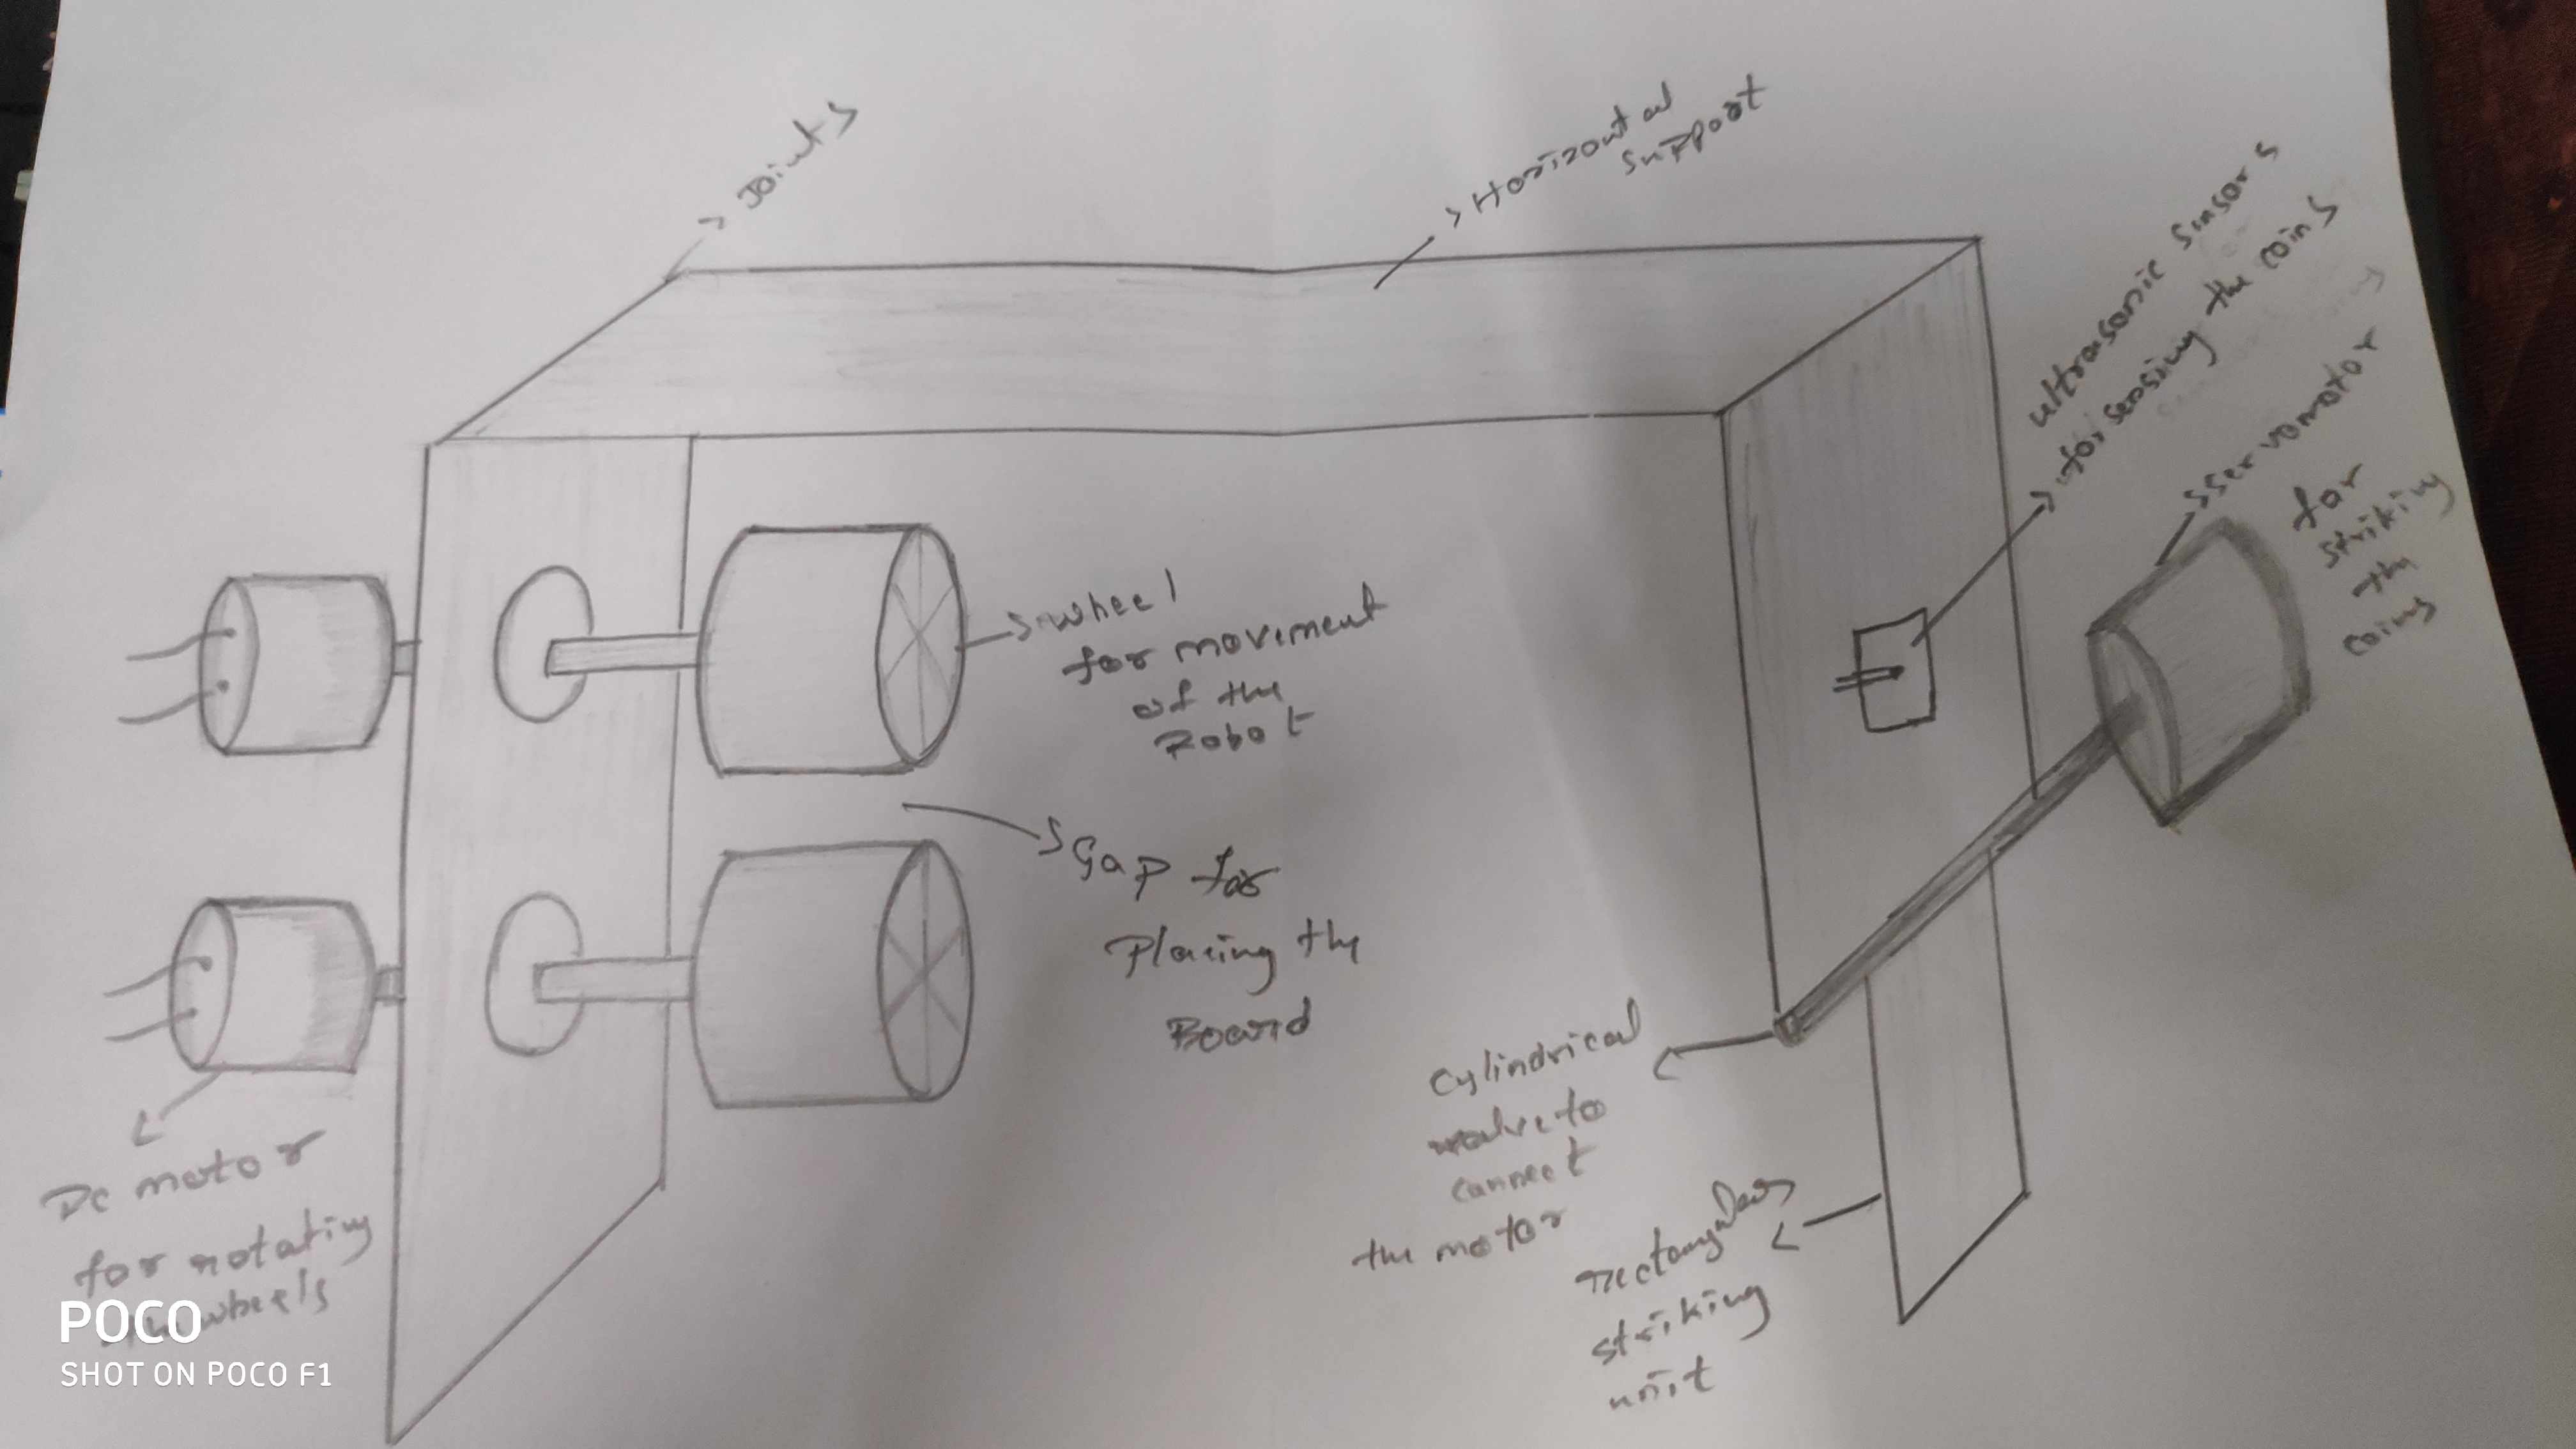 Joints
Horizontal
support
ultrasonic sinsors
for sensing the coins
servomotor
for
striking
the
coins
wheel
for movement
of the
Robot
Gap for
Placing the
Board
Dc motor
for rotating
the wheels
cylindrical
to
connect
the motor
rectangular
striking
unit
POCO
SHOT ON POCO F1